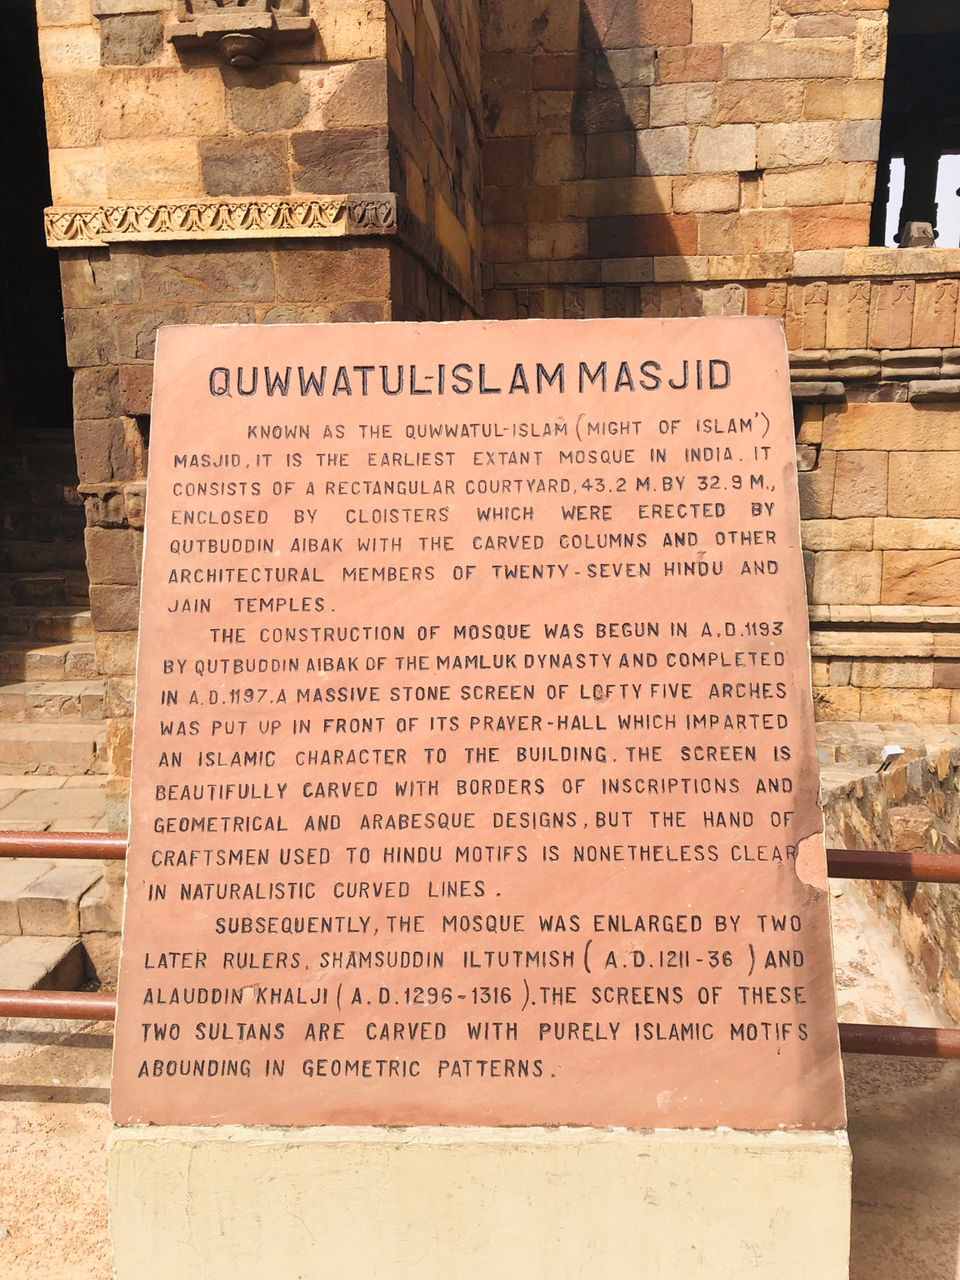 QUWWATUL-ISLAM MASJID
KNOWN AS THE QUWWATUL-ISLAM (MIGHT OF ISLAM')
MASJID, IT IS THE EARLIEST EXTANT MOSQUE IN INDIA. IT
CONSISTS OF A RECTANGULAR COURTYARD, 43.2 M. BY 32.9 M.,
ENCLOSED BY CLOISTERS WHICH WERE ERECTED BY
QUTBUDDIN AIBAK WITH THE CARVED COLUMNS AND OTHER
ARCHITECTURAL MEMBERS OF TWENTY-SEVEN HINDU AND
JAIN TEMPLES.
THE CONSTRUCTION OF MOSQUE WAS BEGUN IN A.D.1193
BY QUTBUDDIN AIBAK OF THE MAMLUK DYNASTY AND COMPLETED
IN A.D.1197. A MASSIVE STONE SCREEN OF LOFTY FIVE ARCHES
WAS PUT UP IN FRONT OF ITS PRAYER-HALL WHICH IMPARTED
AN ISLAMIC CHARACTER TO THE BUILDING. THE SCREEN IS
BEAUTIFULLY CARVED WITH BORDERS OF INSCRIPTIONS AND
GEOMETRICAL AND ARABESQUE DESIGNS, BUT THE HAND OF
CRAFTSMEN USED TO HINDU MOTIFS IS NONETHELESS CLEAR
IN NATURALISTIC CURVED LINES.
SUBSEQUENTLY, THE MOSQUE WAS ENLARGED BY TWO
LATER RULERS, SHAMSUDDIN ILTUTMISH (A.D.1211-36) AND
ALAUDDIN KHALJI (A.D.1296-1316). THE SCREENS OF THESE
TWO SULTANS ARE CARVED WITH PURELY ISLAMIC MOTIFS
ABOUNDING IN GEOMETRIC PATTERNS.